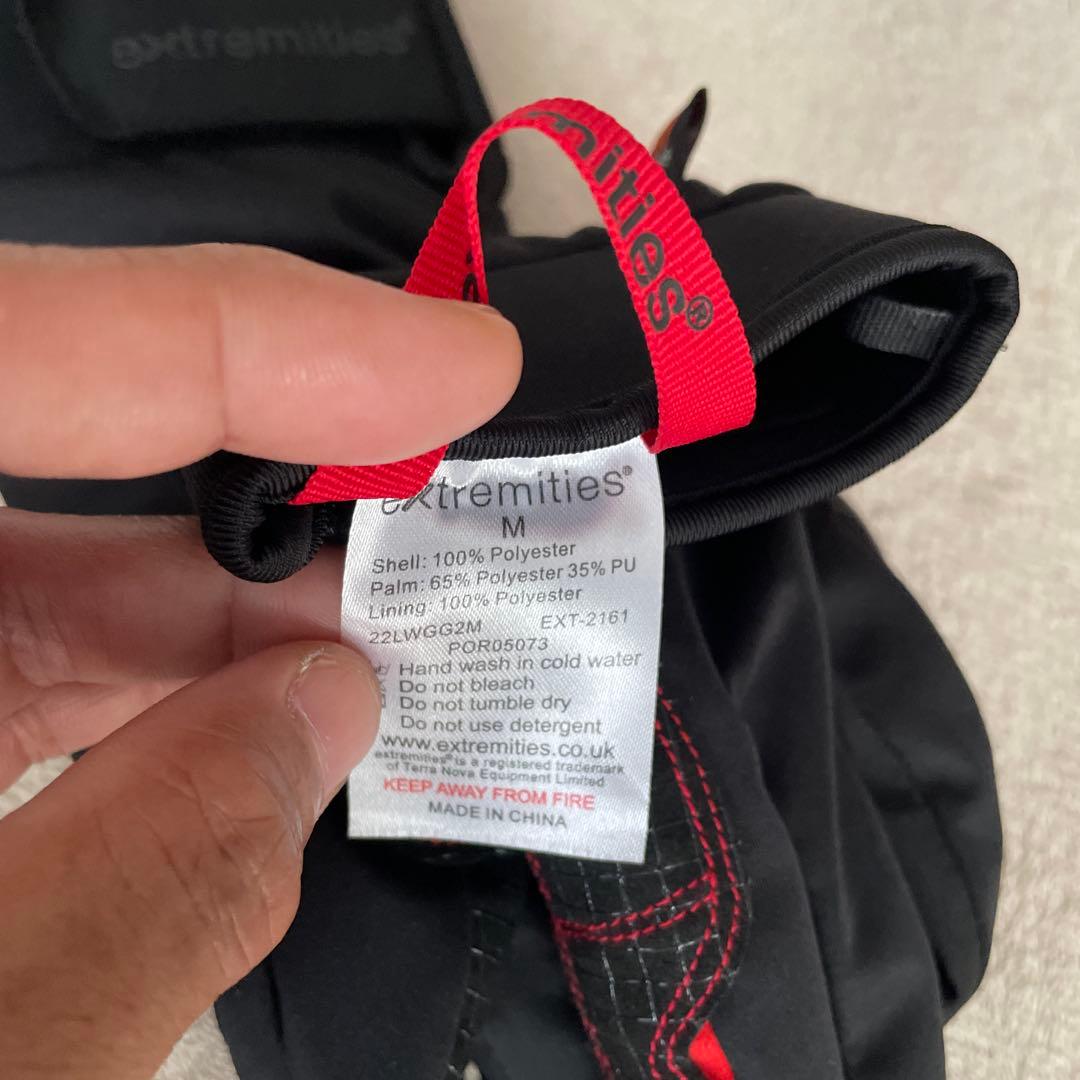 extremities®
mities®
extremities®
M
Shell: 100% Polyester
Palm: 65% Polyester 35% PU
Lining: 100% Polyester
22LWGG2M EXT-2161
POR05073
Hand wash in cold water
Do not bleach
Do not tumble dry
Do not use detergent
www.extremities.co.uk
extremities® is a registered trademark
of Terra Nova Equipment Limited
KEEP AWAY FROM FIRE
MADE IN CHINA